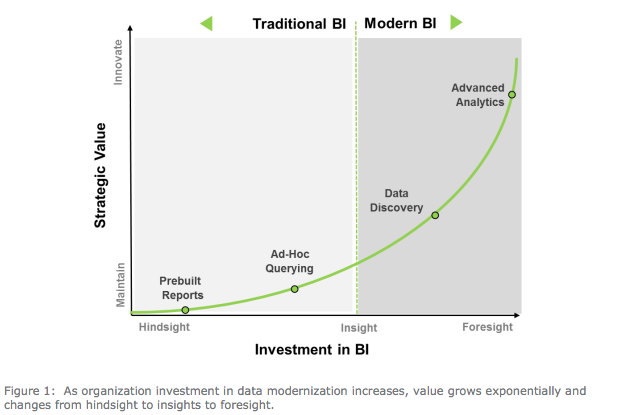 Traditional BI
Modern BI
Innovate
Strategic Value
Maintain
Advanced
Analytics
Data
Discovery
Ad-Hoc
Querying
Prebuilt
Reports
Hindsight
Insight
Foresight
Investment in BI
Figure 1:  As organization investment in data modernization increases, value grows exponentially and
changes from hindsight to insights to foresight.